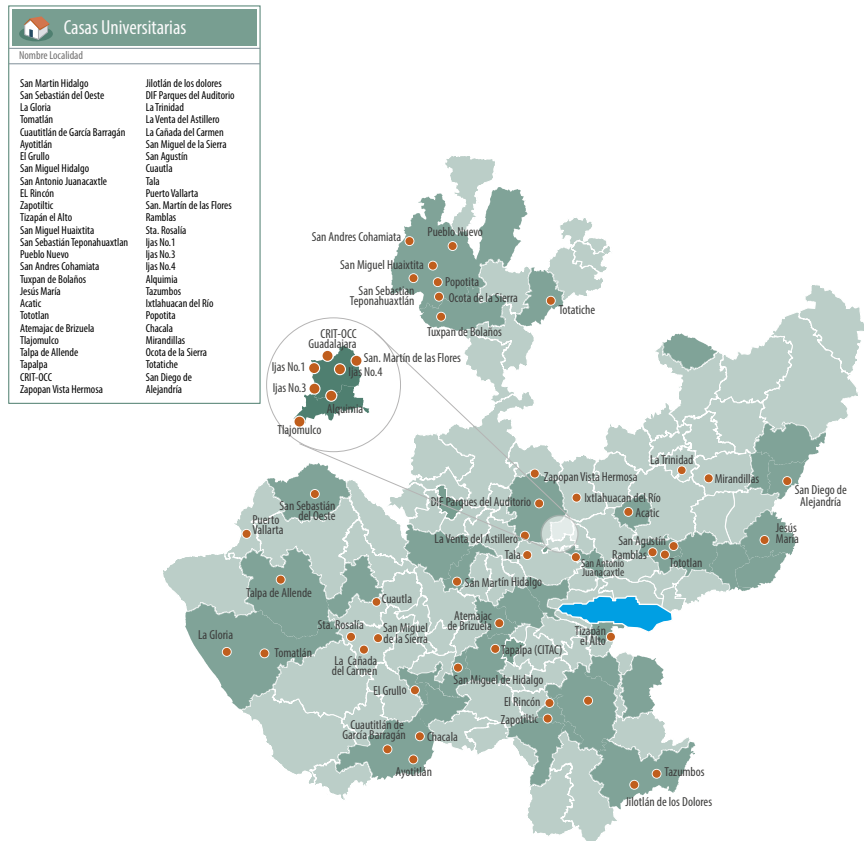 Casas Universitarias
Nombre Localidad
San Martin Hidalgo
San Sebastián del Oeste
La Gloria
Tomatlán
Cuautitlán de García Barragán
Ayotitlán
El Grullo
San Miguel Hidalgo
San Antonio Juanacaxtle
EL Rincón
Zapotiltic
Tizapán el Alto
San Miguel Huaixtita
San Sebastián Teponahuaxtlan
Pueblo Nuevo
San Andres Cohamiata
Tuxpan de Bolaños
Jesús María
Acatic
Tototlan
Atemajac de Brizuela
Tlajomulco
Talpa de Allende
Tapalpa
CRIT-OCC
Zapopan Vista Hermosa
Jilotlán de los dolores
DIF Parques del Auditorio
La Trinidad
La Venta del Astillero
La Cañada del Carmen
San Miguel de la Sierra
San Agustín
Cuautla
Tala
Puerto Vallarta
San. Martín de las Flores
Ramblas
Sta. Rosalía
Ijas No.1
Ijas No.3
Ijas No.4
Alquimia
Tazumbos
Ixtlahuacan del Río
Popotita
Chacala
Mirandillas
Ocota de la Sierra
Totatiche
San Diego de
Alejandría
San Andres Cohamiata
Pueblo Nuevo
San Miguel Huaixtita
San Sebastian
Teponahuaxtlán
Popotita
Ocota de la Sierra
Totatiche
Tuxpan de Bolaños
CRIT-OCC
Guadalajara
San. Martín de las Flores
Ijas No.1
Ijas No.4
Ijas No.3
Alquimia
Tlajomulco
La Trinidad
Zapopan Vista Hermosa
Mirandillas
San Diego de
Alejandría
Ixtlahuacan del Río
DIF Parques del Auditorio
Acatic
San Sebastián
del Oeste
Puerto
Vallarta
Jesús
María
La Venta del Astillero
San Agustín
Ramblas
Tototlan
Tala
San Antonio
Juanacaxtle
San Martín Hidalgo
Talpa de Allende
Cuautla
Atemajac
de Brizuela
Sta. Rosalía
San Miguel
de la Sierra
La Gloria
Tomatlán
La Cañada
del Carmen
Tizapán
el Alto
Tapalpa (CITAC)
San Miguel de Hidalgo
El Grullo
El Rincón
Zapotiltic
Cuautitlán de
García Barragán
Chacala
Ayotitlán
Tazumbos
Jilotlán de los Dolores